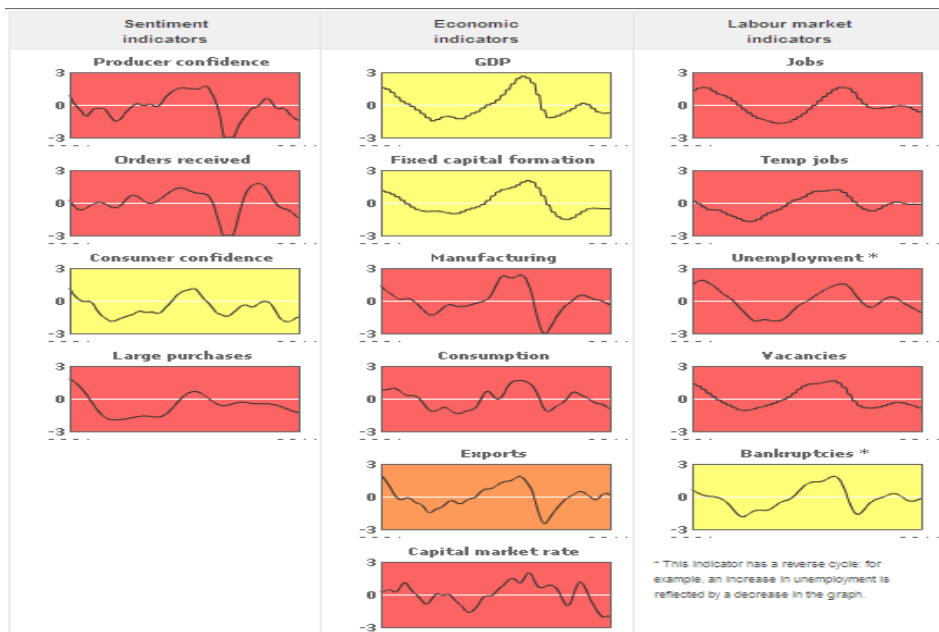 Sentiment
indicators
Economic
indicators
Labour market
indicators
Producer confidence
3
0
-3
Orders received
3
0
-3
Consumer confidence
3
0
-3
Large purchases
3
0
-3
GDP
3
0
-3
Fixed capital formation
3
0
-3
Manufacturing
3
0
-3
Consumption
3
0
-3
Exports
3
0
-3
Capital market rate
3
0
-3
Jobs
3
0
-3
Temp jobs
3
0
-3
Unemployment *
3
0
-3
Vacancies
3
0
-3
Bankruptcies *
3
0
-3
* This indicator has a reverse cycle: for
example, an increase in unemployment is
reflected by a decrease in the graph.